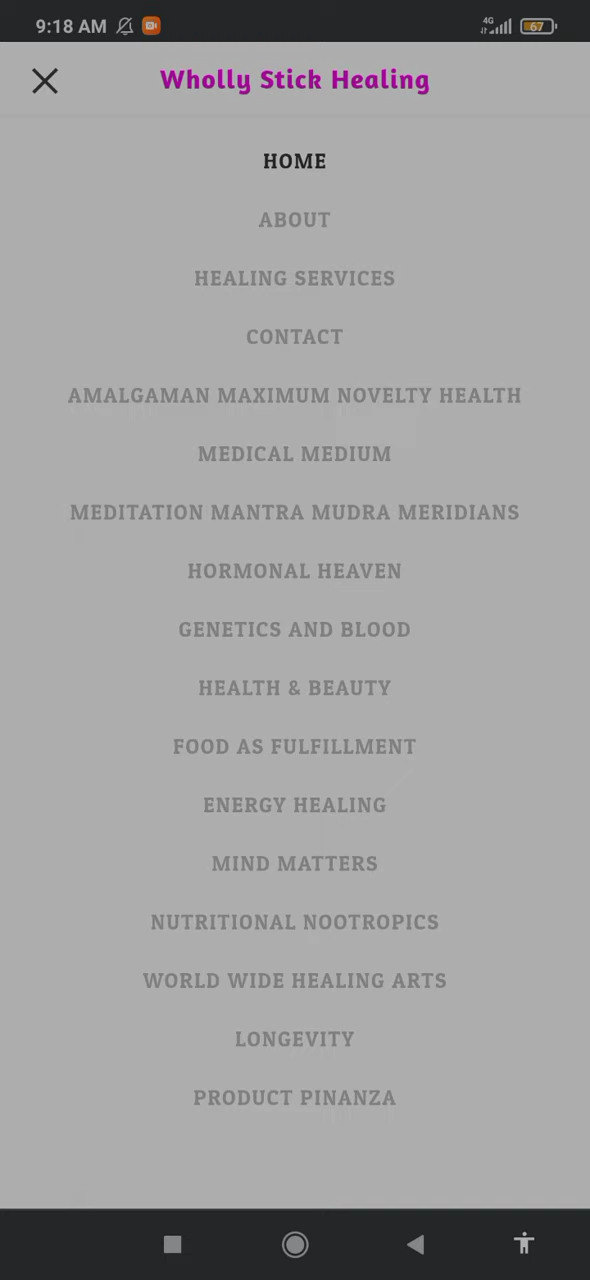 9:18 AM
4G
67
Wholly Stick Healing
HOME
ABOUT
HEALING SERVICES
CONTACT
AMALGAMAN MAXIMUM NOVELTY HEALTH
MEDICAL MEDIUM
MEDITATION MANTRA MUDRA MERIDIANS
HORMONAL HEAVEN
GENETICS AND BLOOD
HEALTH & BEAUTY
FOOD AS FULFILLMENT
ENERGY HEALING
MIND MATTERS
NUTRITIONAL NOOTROPICS
WORLD WIDE HEALING ARTS
LONGEVITY
PRODUCT PINANZA